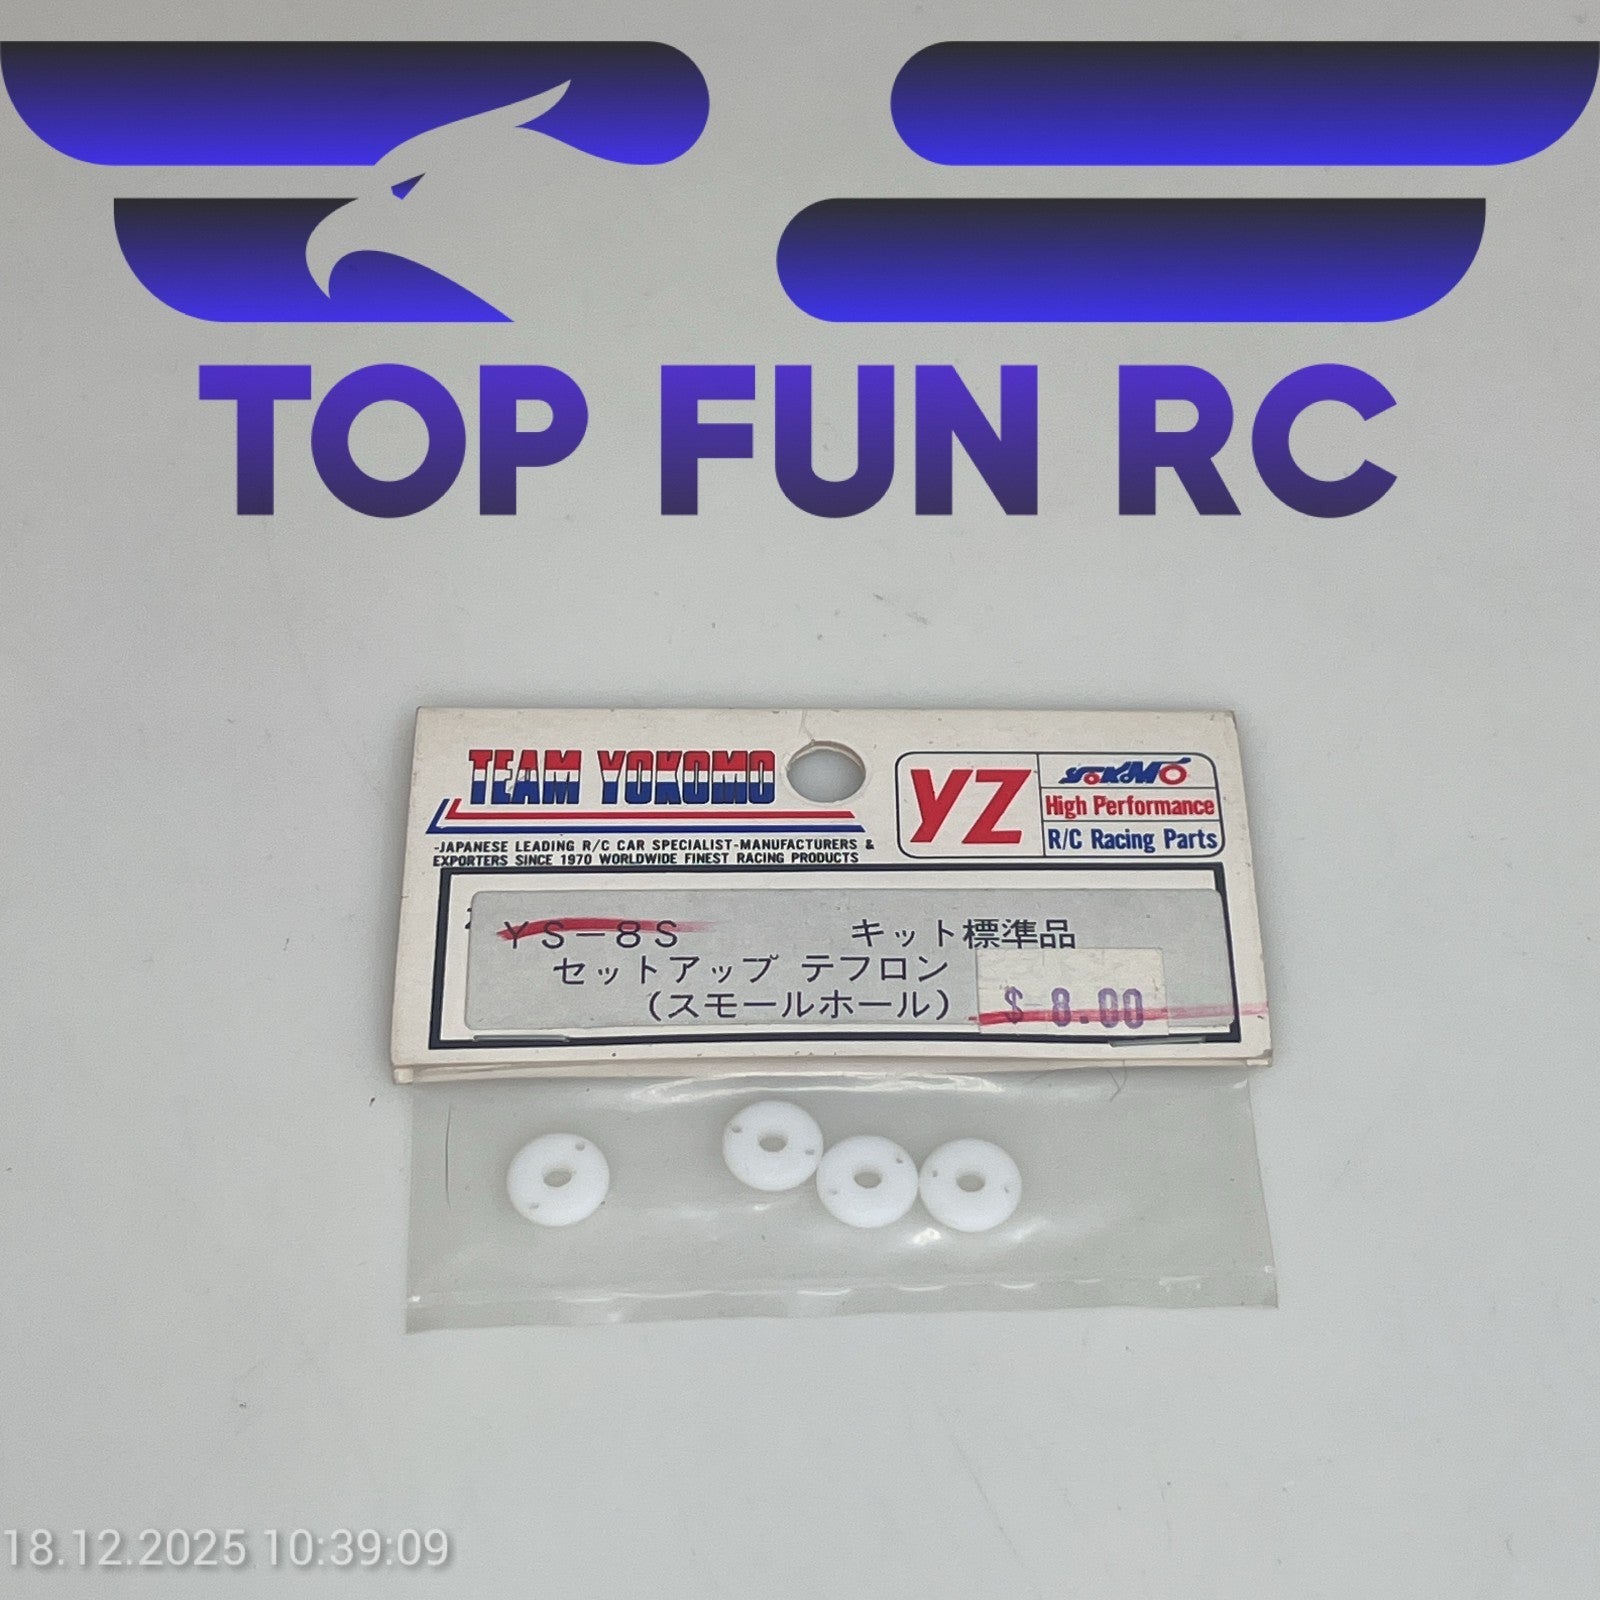 TOP FUN RC
TEAM YOKOMO
-JAPANESE LEADING R/C CAR SPECIALIST-MANUFACTURERS &
EXPORTERS SINCE 1970 WORLDWIDE FINEST RACING PRODUCTS
YZ
YOKOMO
High Performance
R/C Racing Parts
YS-8S キット標準品
セットアップ テフロン
(スモールホール)
$ 8.00
18.12.2025 10:39:09